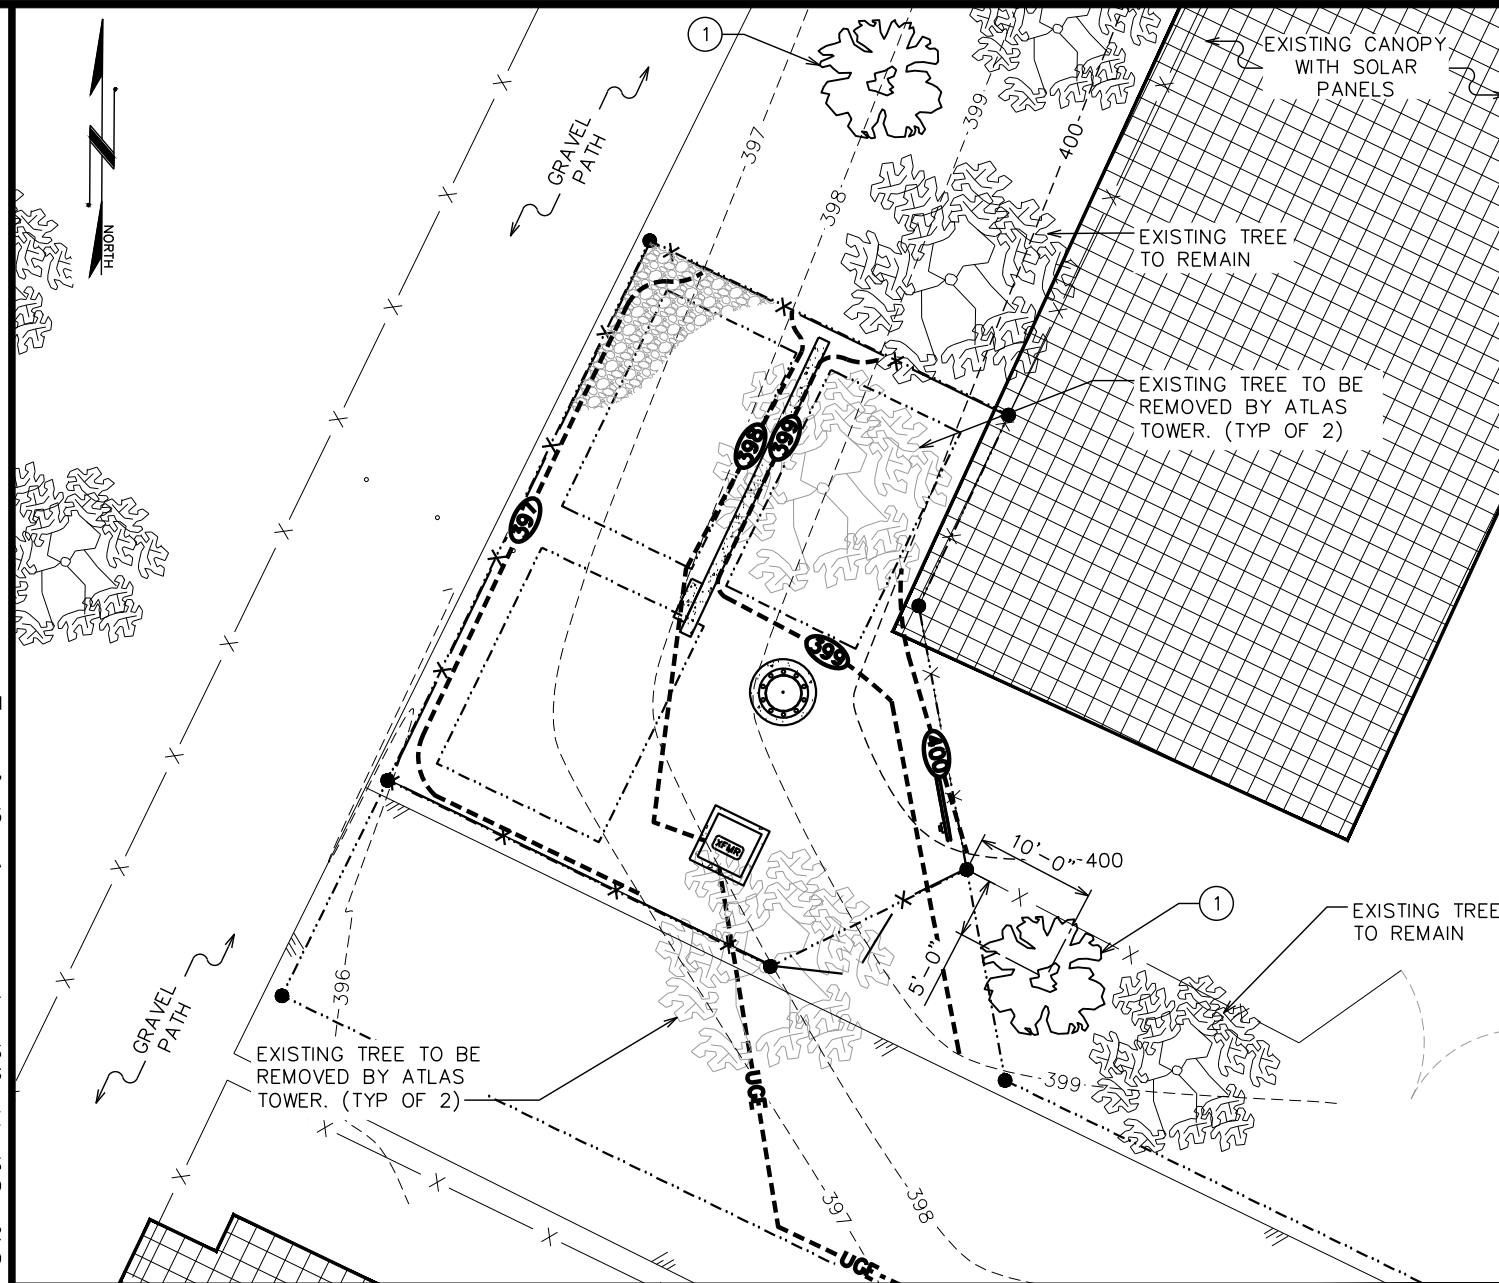 1
EXISTING CANOPY
WITH SOLAR
PANELS
GRAVEL
PATH
397
398
399
400
NORTH
EXISTING TREE
TO REMAIN
EXISTING TREE TO BE
REMOVED BY ATLAS
TOWER. (TYP OF 2)
398
399
397
399
400
XFMR
10'-0"
400
5'-0"
1
EXISTING TREE
TO REMAIN
396
GRAVEL
PATH
EXISTING TREE TO BE
REMOVED BY ATLAS
TOWER. (TYP OF 2)
UGE
399
397
398
UGE